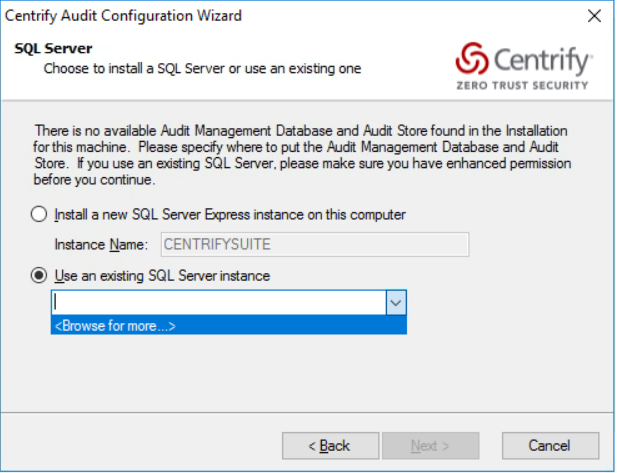 Centrify Audit Configuration Wizard
SQL Server
Choose to install a SQL Server or use an existing one
Centrify
ZERO TRUST SECURITY
There is no available Audit Management Database and Audit Store found in the Installation
for this machine. Please specify where to put the Audit Management Database and Audit
Store. If you use an existing SQL Server, please make sure you have enhanced permission
before you continue.
Install a new SQL Server Express instance on this computer
Instance Name: CENTRIFYSUITE
Use an existing SQL Server instance
<Browse for more...>
< Back Next > Cancel